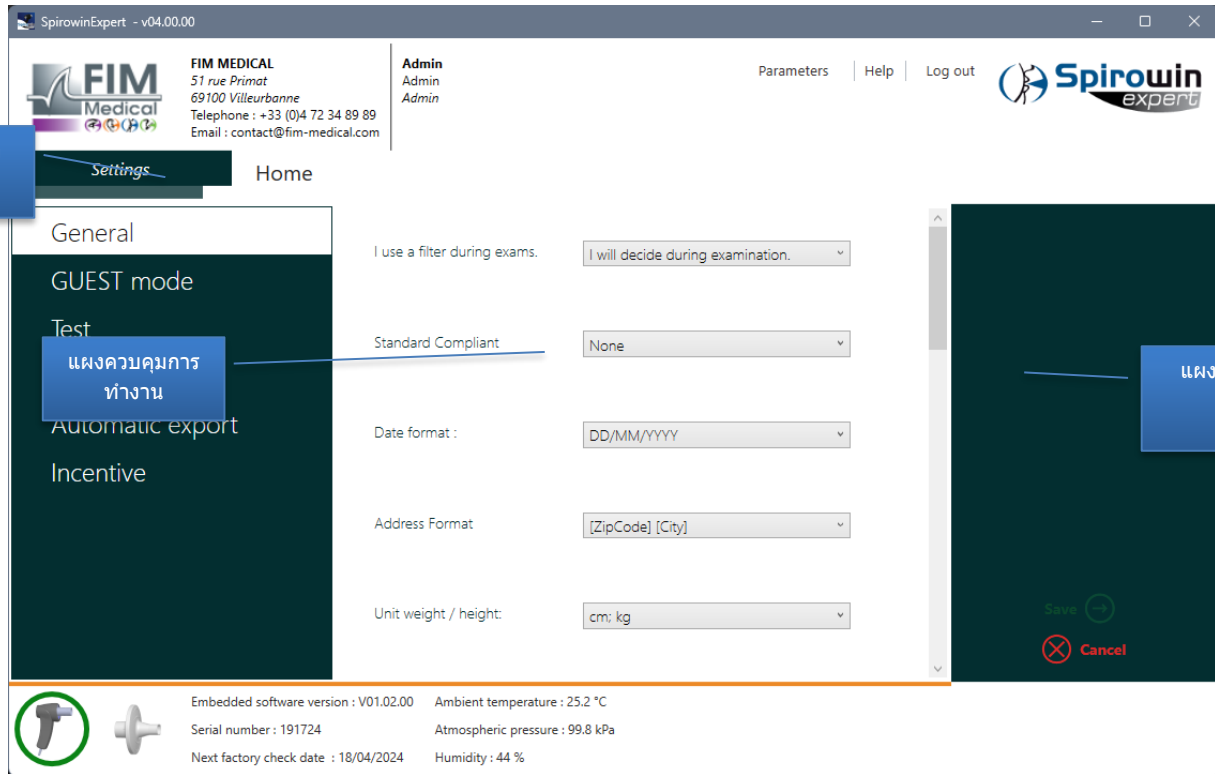 SpirowinExpert - v04.00.00
FIM
Medical
FIM MEDICAL
51 rue Primat
69100 Villeurbanne
Telephone : +33 (0)4 72 34 89 89
Email : contact@fim-medical.com
Admin
Admin
Admin
Parameters
Help
Log out
Spirowin
expert
Settings
Home
General
GUEST mode
Test
แผงควบคุมการ
ทำงาน
Automatic export
Incentive
I use a filter during exams.
I will decide during examination.
Standard Compliant
None
Date format :
DD/MM/YYYY
Address Format
[ZipCode] [City]
Unit weight / height:
cm; kg
แผง
Save
Cancel
Embedded software version : V01.02.00
Serial number : 191724
Next factory check date : 18/04/2024
Ambient temperature : 25.2 °C
Atmospheric pressure : 99.8 kPa
Humidity : 44 %